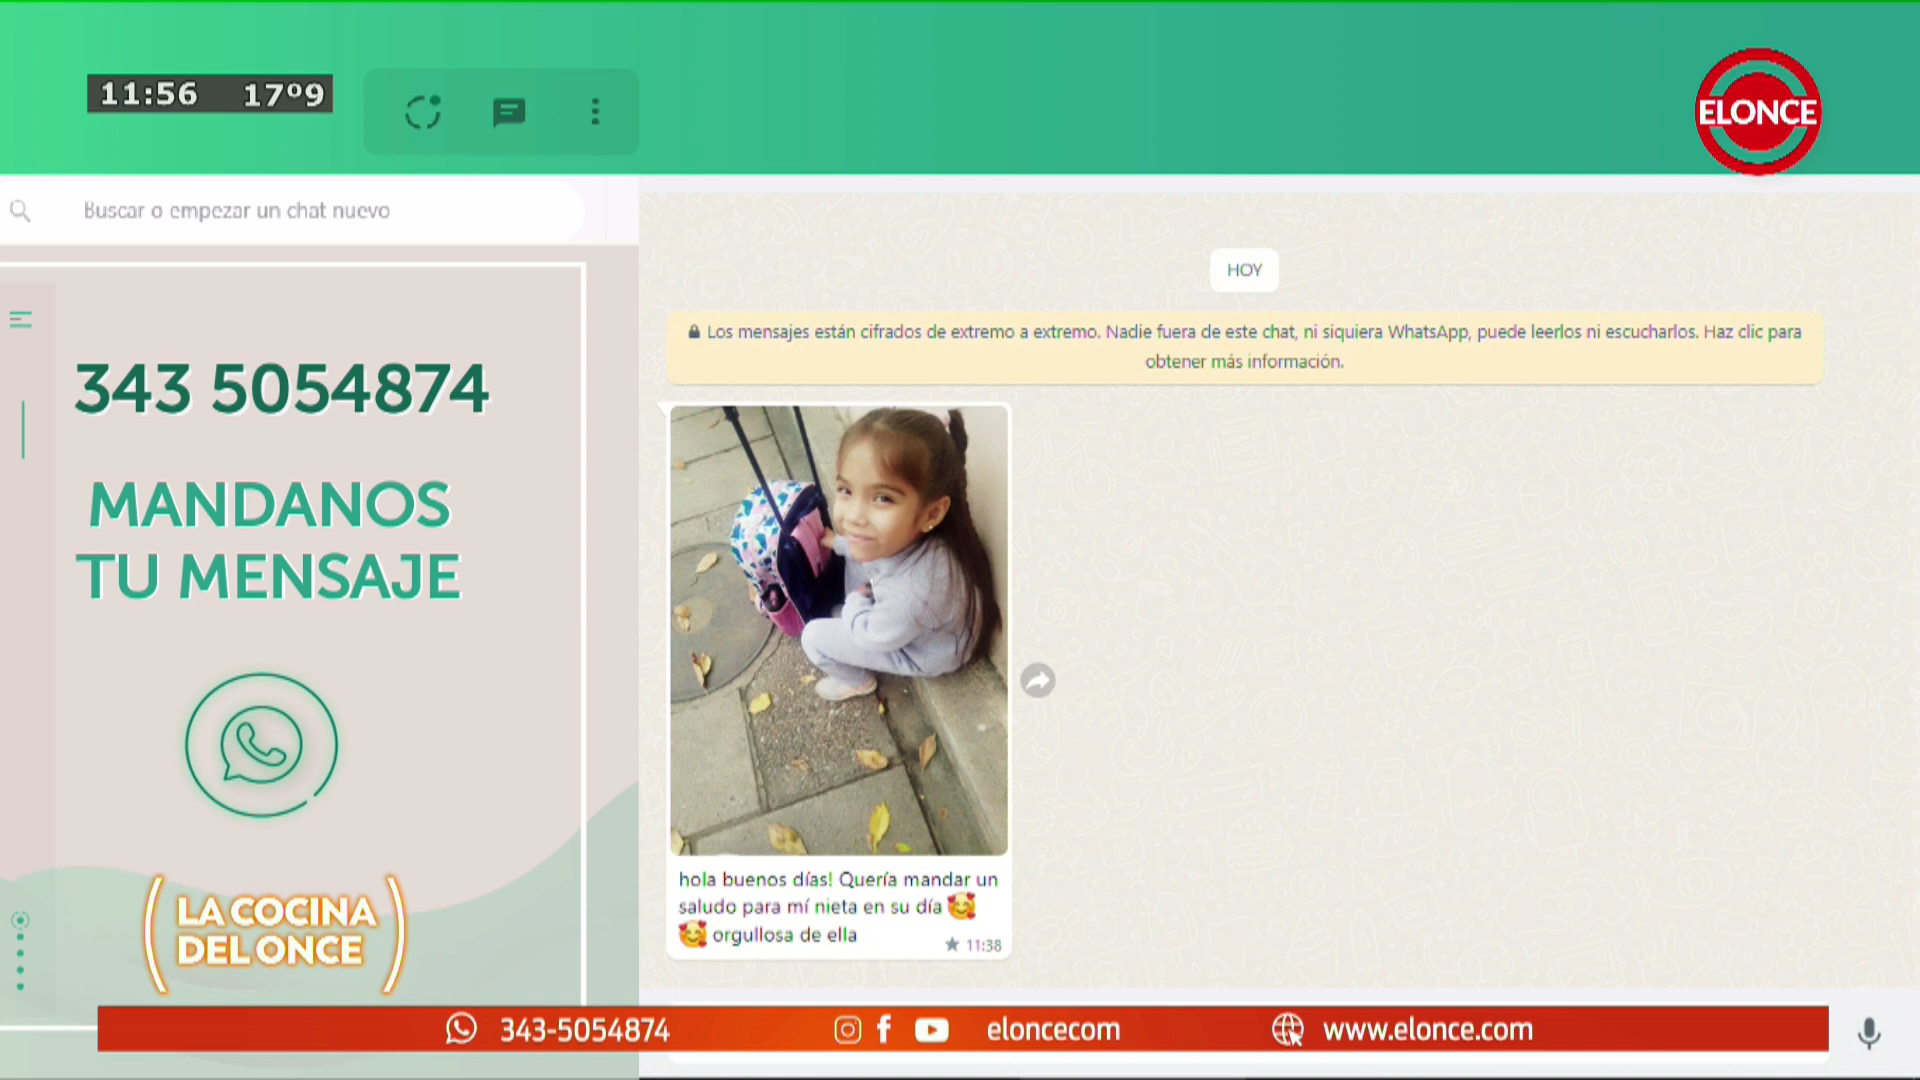 11:56 17º9
ELONCE
Buscar o empezar un chat nuevo
HOY
Los mensajes están cifrados de extremo a extremo. Nadie fuera de este chat, ni siquiera WhatsApp, puede leerlos ni escucharlos. Haz clic para
obtener más información.
343 5054874
MANDANOS
TU MENSAJE
LA COCINA
DEL ONCE
hola buenos días! Quería mandar un
saludo para mí nieta en su día 🥰
🥰 orgullosa de ella
★ 11:38
343-5054874
eloncecom
www.elonce.com